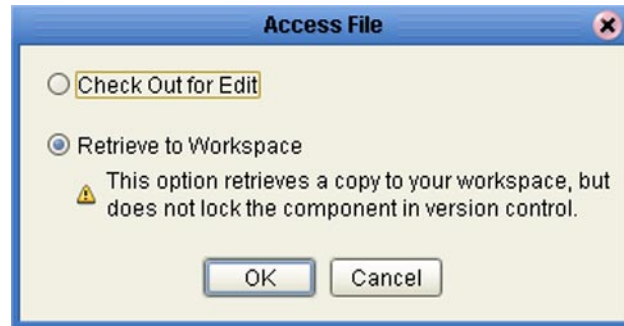 Access File
Check Out for Edit
Retrieve to Workspace
This option retrieves a copy to your workspace, but
does not lock the component in version control.
OK
Cancel